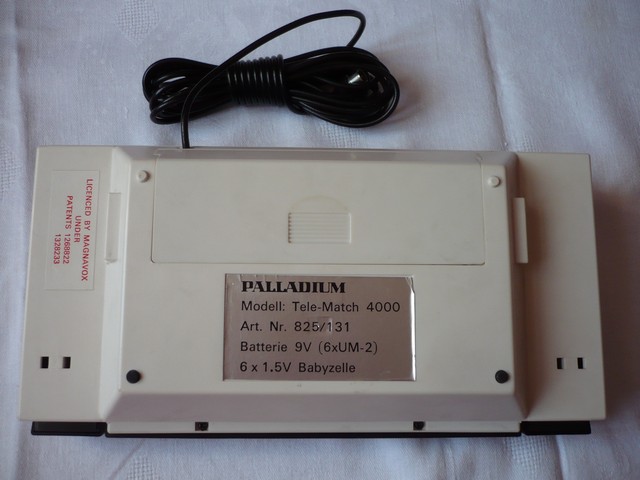 LICENCED BY MAGNAVOX
UNDER
PATENTS 1268822
1328233
PALLADIUM
Modell: Tele-Match 4000
Art. Nr. 825/131
Batterie 9V (6xUM-2)
6 x 1.5V Babyzelle